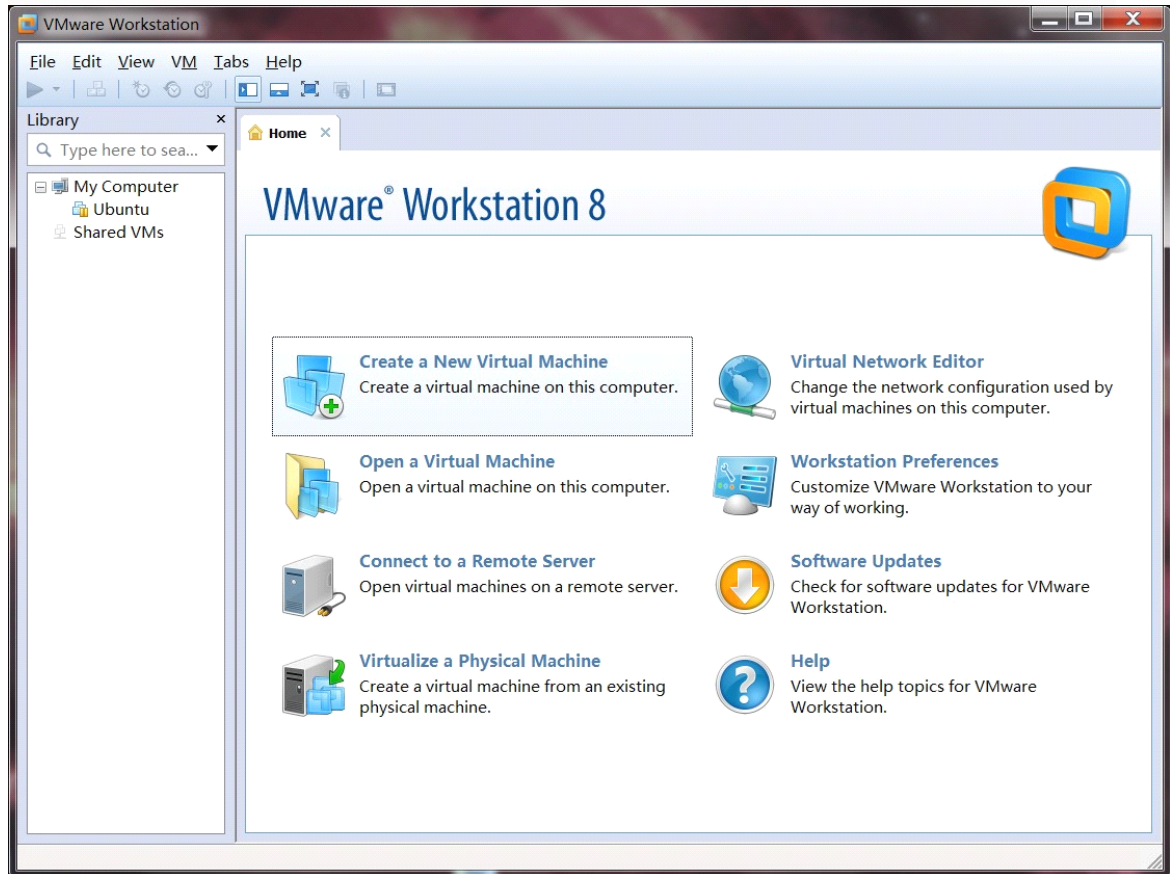 VMware Workstation
File Edit View VM Tabs Help
Library
Type here to sea...
My Computer
Ubuntu
Shared VMs
Home
VMware® Workstation 8
Create a New Virtual Machine
Create a virtual machine on this computer.
Open a Virtual Machine
Open a virtual machine on this computer.
Connect to a Remote Server
Open virtual machines on a remote server.
Virtualize a Physical Machine
Create a virtual machine from an existing
physical machine.
Virtual Network Editor
Change the network configuration used by
virtual machines on this computer.
Workstation Preferences
Customize VMware Workstation to your
way of working.
Software Updates
Check for software updates for VMware
Workstation.
Help
View the help topics for VMware
Workstation.